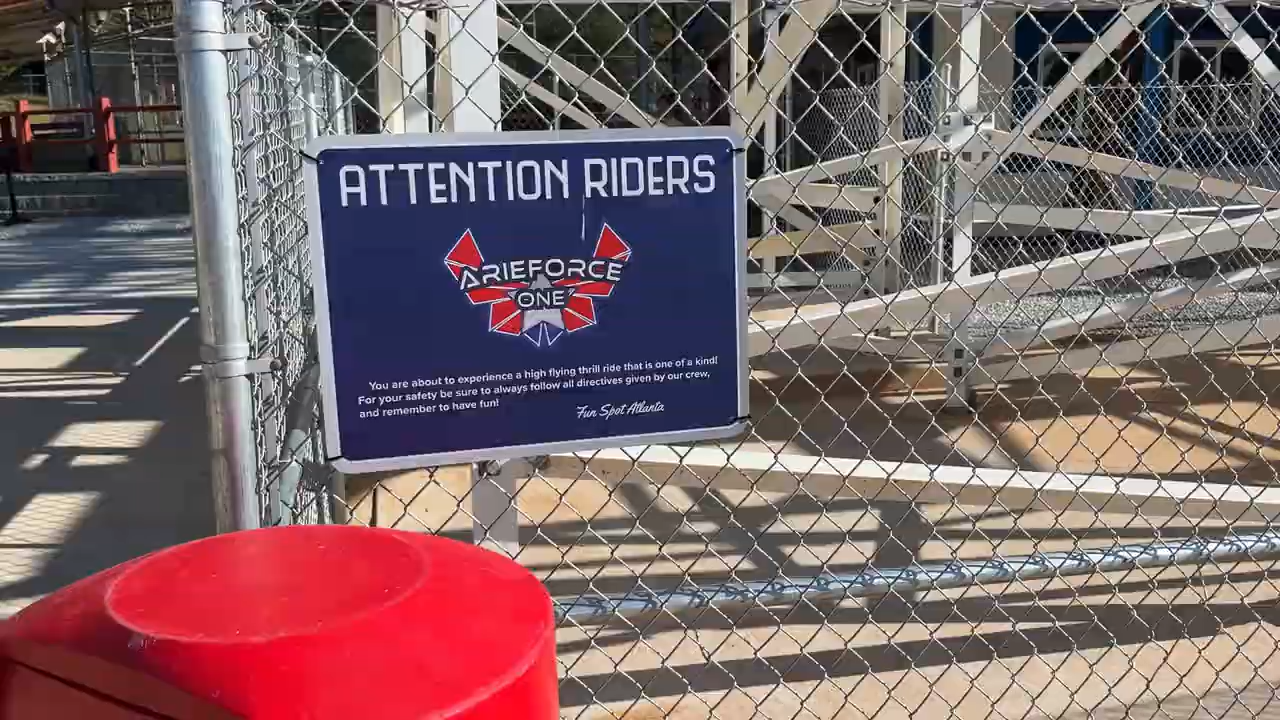 ATTENTION RIDERS
ARIEFORCE
ONE
You are about to experience a high flying thrill ride that is one of a kind!
For your safety be sure to always follow all directives given by our crew,
and remember to have fun!
Fun Spot Atlanta